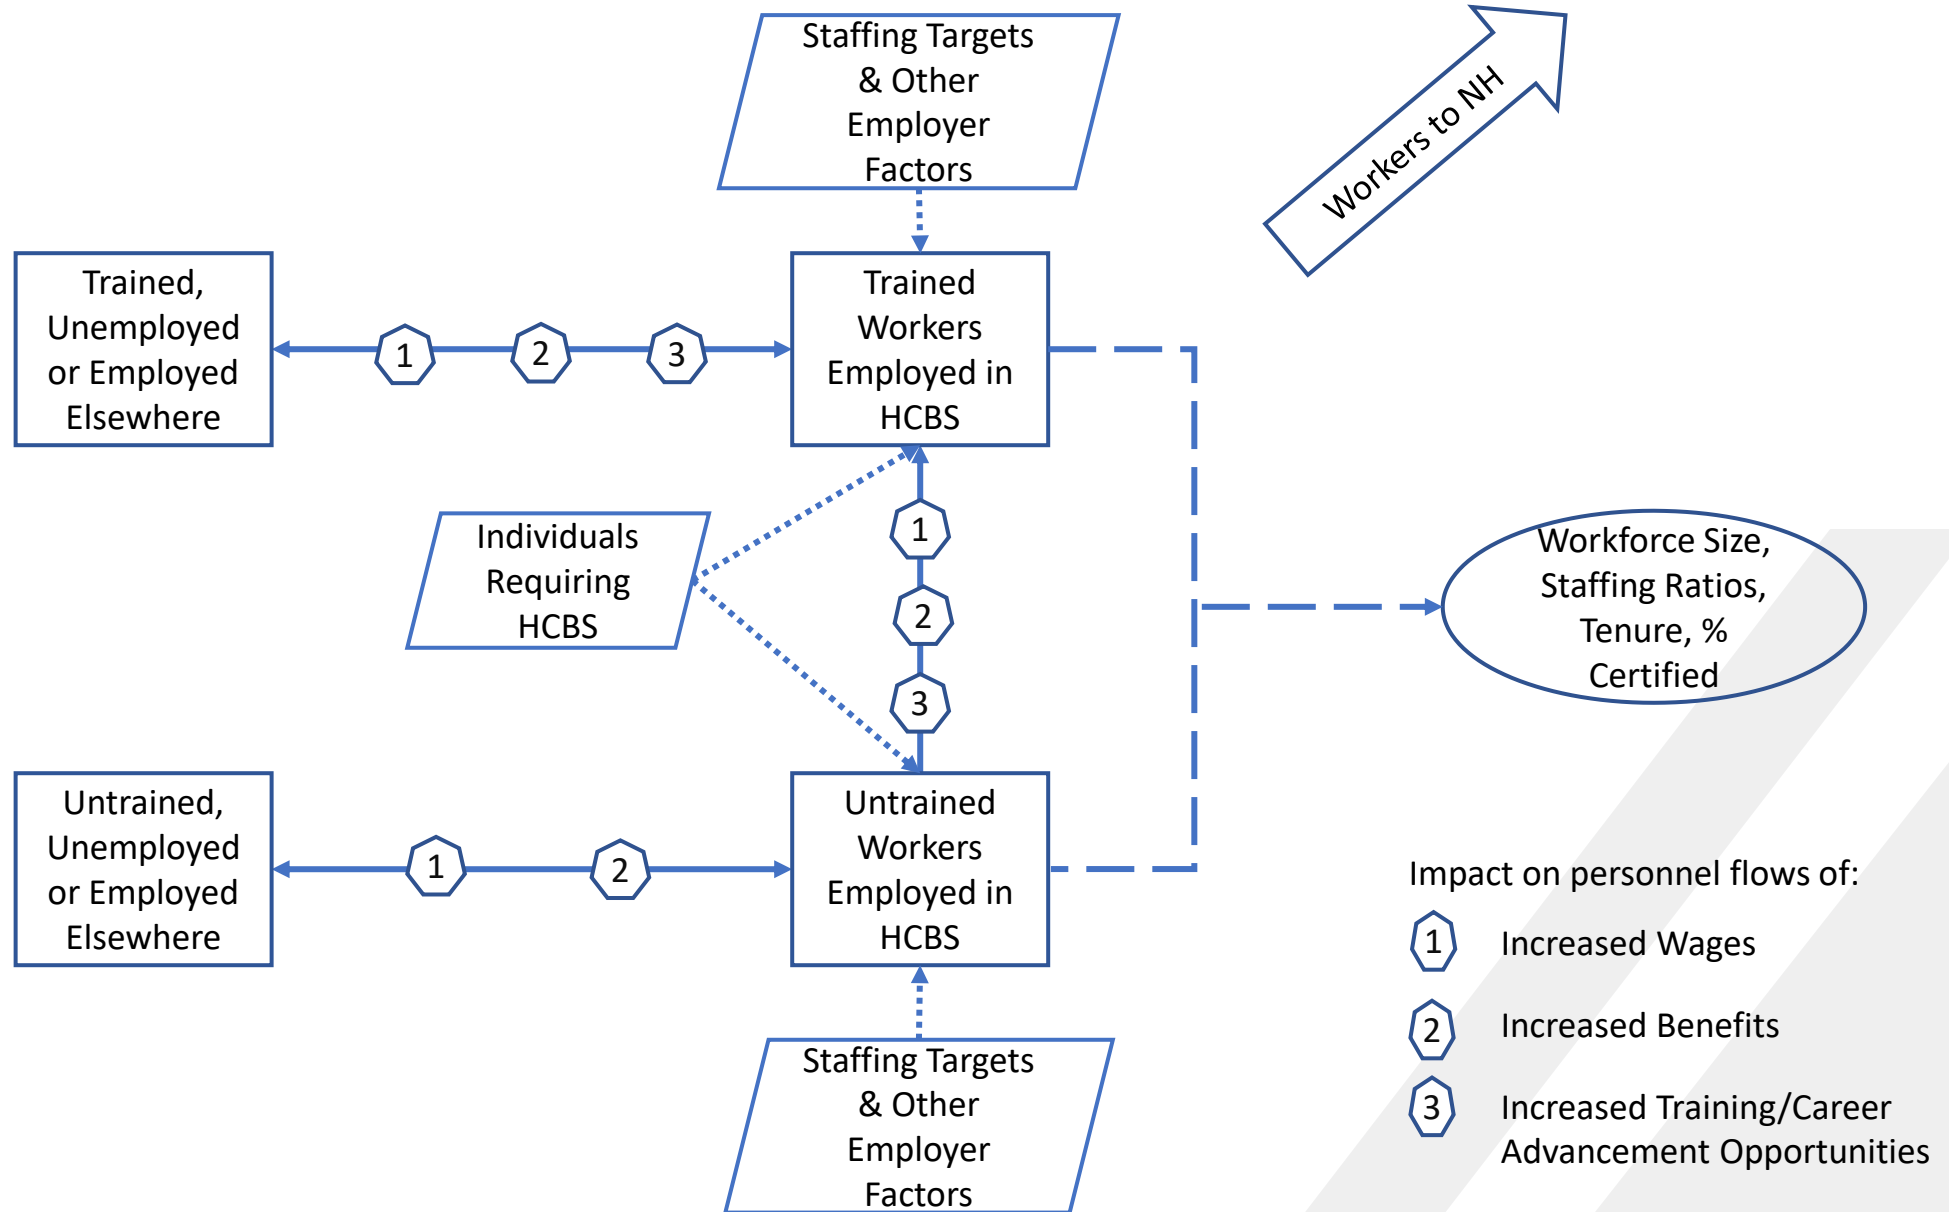 Staffing Targets
& Other
Employer
Factors
Workers to NH
Trained,
Unemployed
or Employed
Elsewhere
1
2
3
Trained
Workers
Employed in
HCBS
Individuals
Requiring
HCBS
1
2
3
Workforce Size,
Staffing Ratios,
Tenure, %
Certified
Untrained,
Unemployed
or Employed
Elsewhere
1
2
Untrained
Workers
Employed in
HCBS
Staffing Targets
& Other
Employer
Factors
Impact on personnel flows of:
1 Increased Wages
2 Increased Benefits
3 Increased Training/Career
Advancement Opportunities